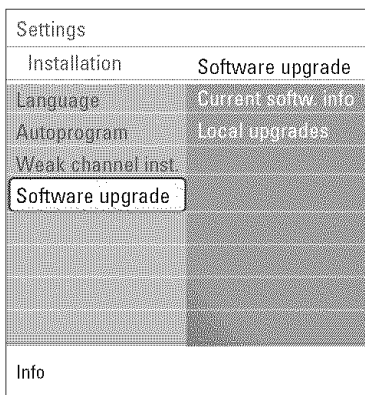 Settings
Installation
Software upgrade
Language
Current softw. info
Autoprogram
Local upgrades
Weak channel inst.
Software upgrade
Info